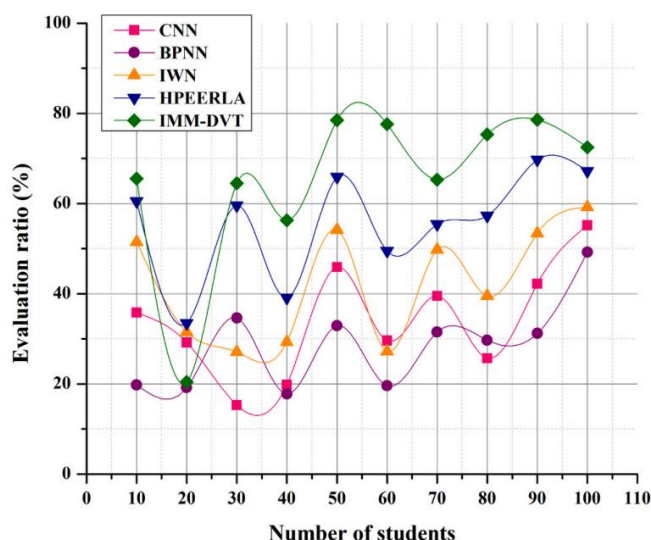 100
80
60
40
20
0
Evaluation ratio (%)
CNN
BPNN
IWN
HPEERLA
IMM-DVT
0 10 20 30 40 50 60 70 80 90 100 110
Number of students